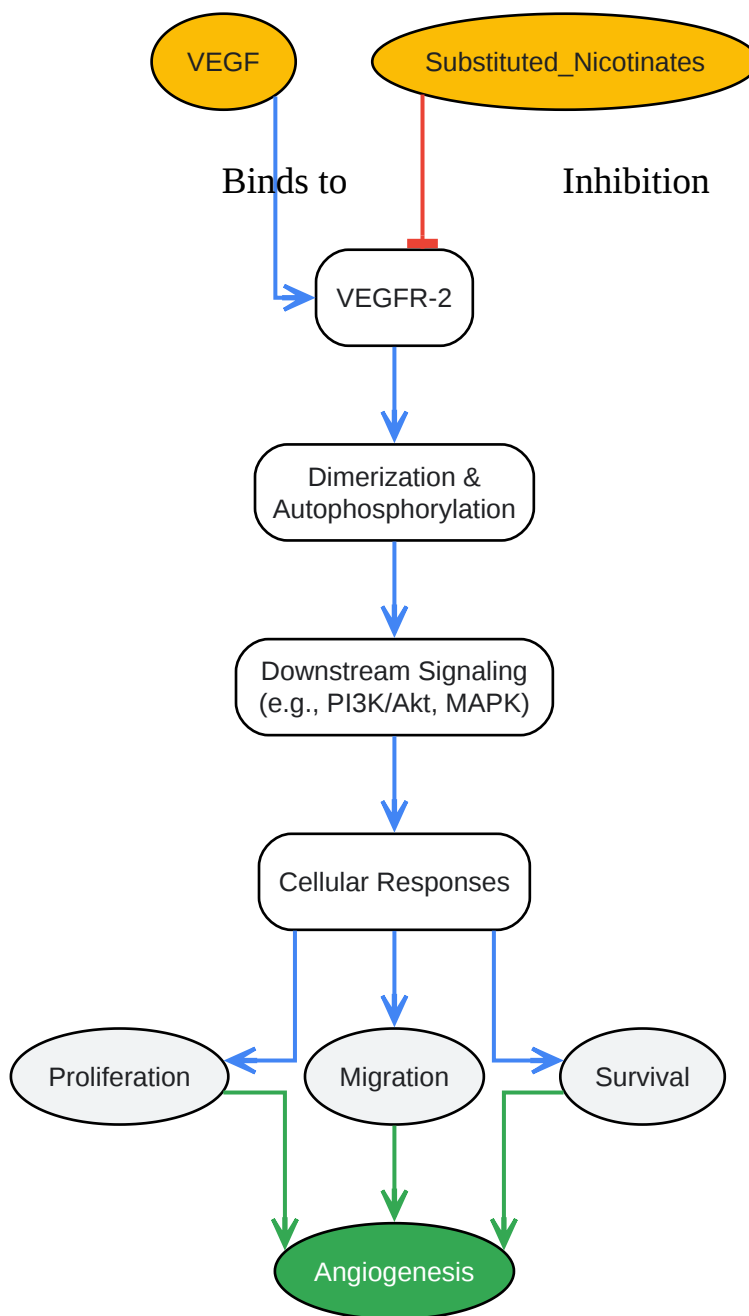 VEGF
Substituted_Nicotinates
Binds to
Inhibition
VEGFR-2
Dimerization &
Autophosphorylation
Downstream Signaling
(e.g., PI3K/Akt, MAPK)
Cellular Responses
Proliferation
Migration
Survival
Angiogenesis